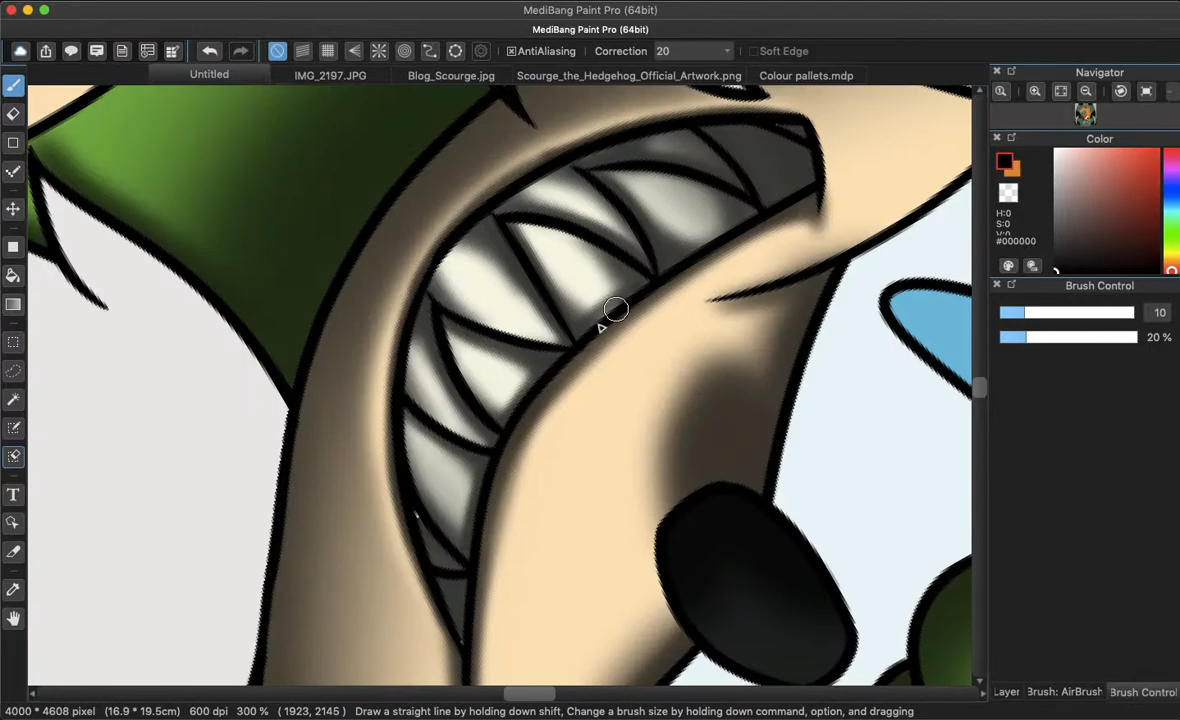 MediBang Paint Pro (64bit)
MediBang Paint Pro (64bit)
AntiAliasing Correction 20 Soft Edge
Untitled IMG_2197.JPG Blog_Scourge.jpg Scourge_the_Hedgehog_Official_Artwork.png Colour pallets.mdp
Navigator
Color
H:0
S:0
V:0
#000000
Brush Control
10
20 %
T
Layer Brush: AirBrush Brush Control
4000 * 4608 pixel (16.9 * 19.5cm) 600 dpi 300 % ( 1923, 2145 ) Draw a straight line by holding down shift, Change a brush size by holding down command, option, and dragging